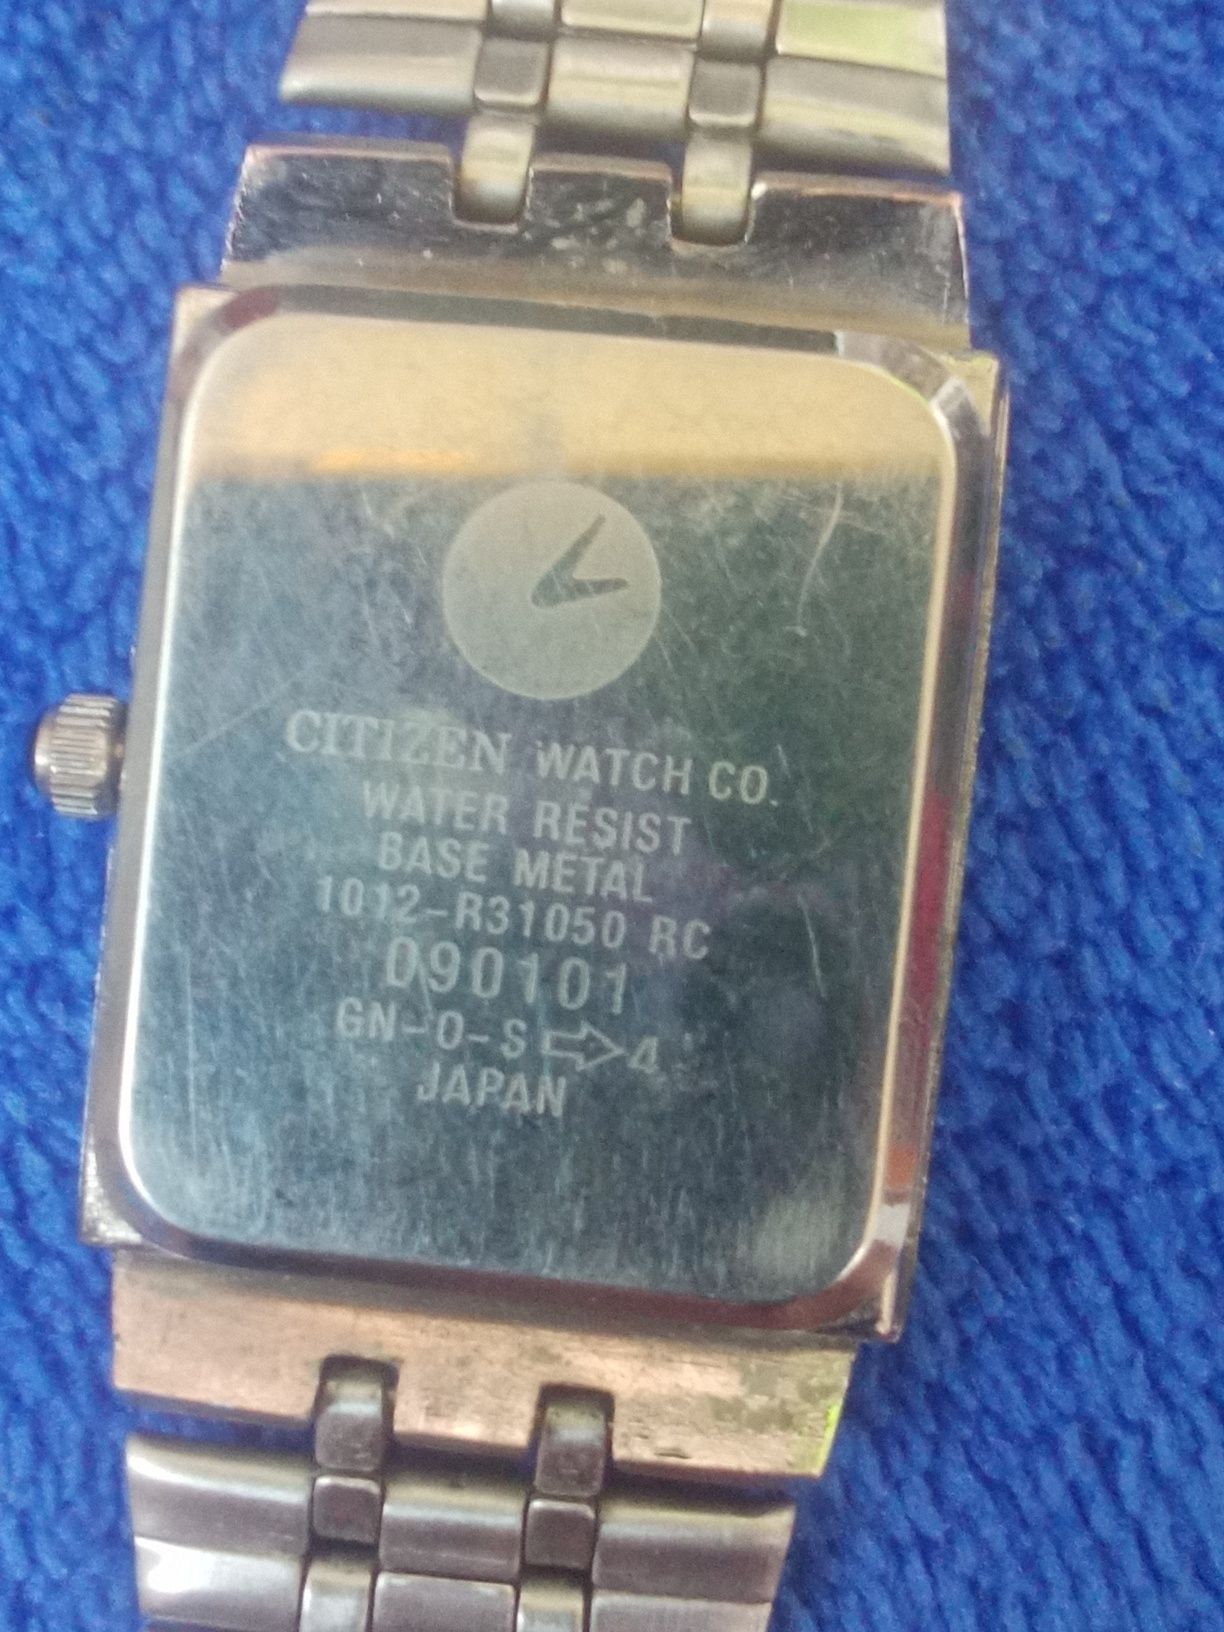 CITIZEN WATCH CO.
WATER RESIST
BASE METAL
1012-R31050 RC
090101
GN-0-S⇨4
JAPAN